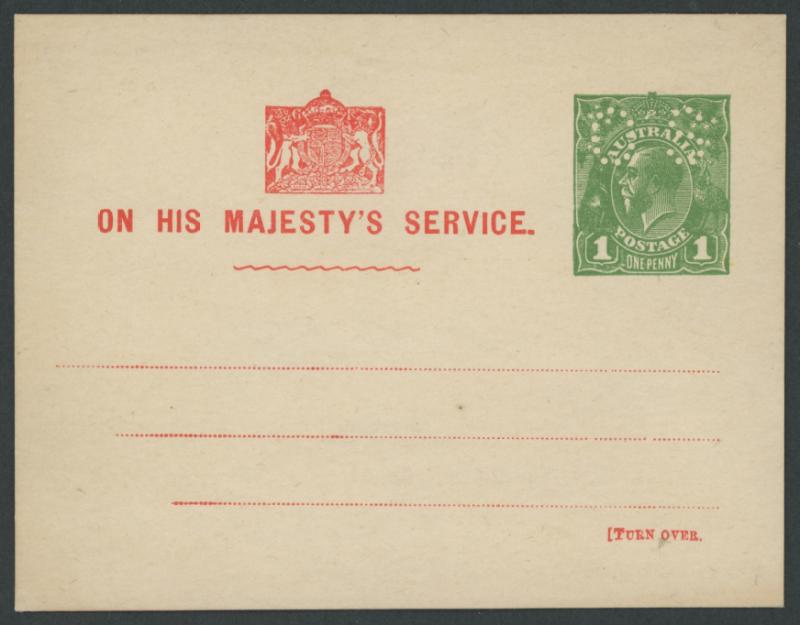 AUSTRALIA
POSTAGE
1 ONE PENNY 1
ON HIS MAJESTY'S SERVICE.
[TURN OVER.